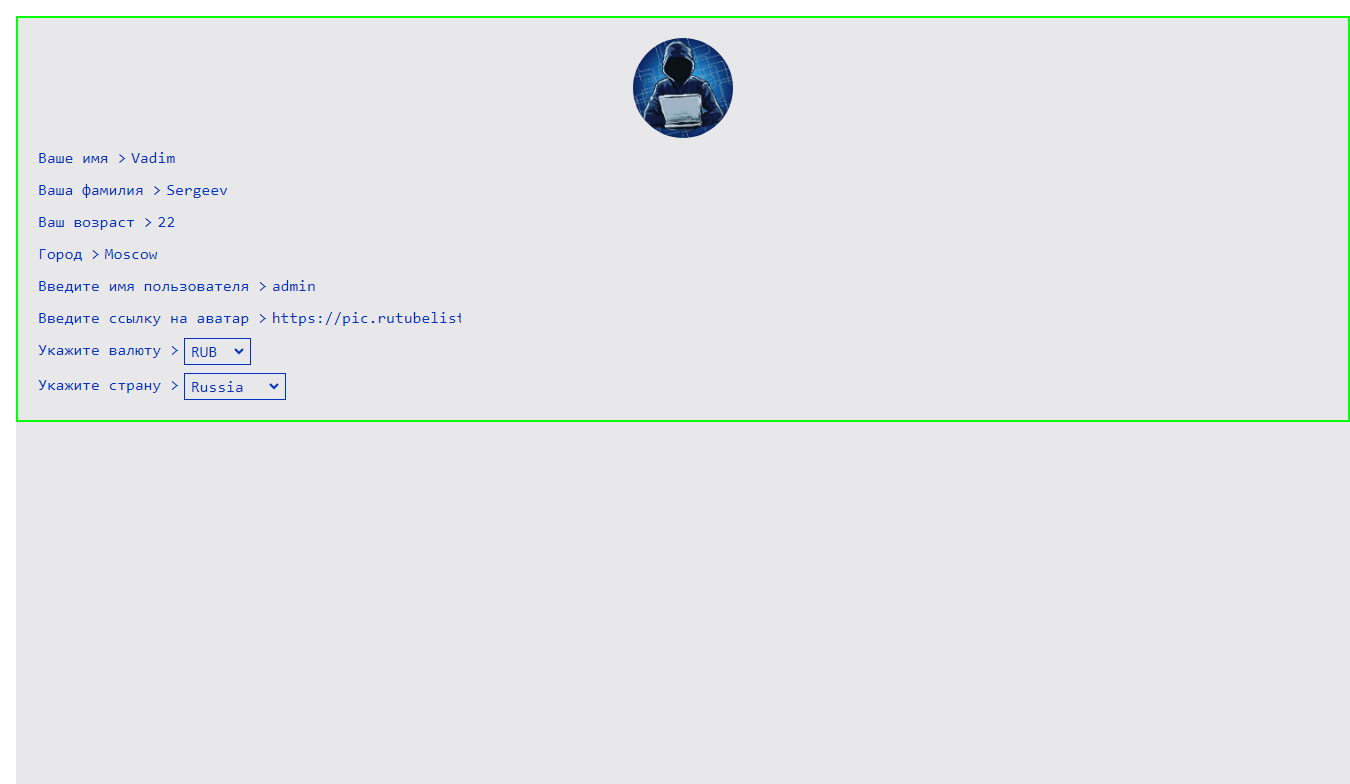 Ваше имя > Vadim
Ваша фамилия > Sergeev
Ваш возраст > 22
Город > Moscow
Введите имя пользователя > admin
Введите ссылку на аватар > https://pic.rutubelist
Укажите валюту > RUB
Укажите страну > Russia